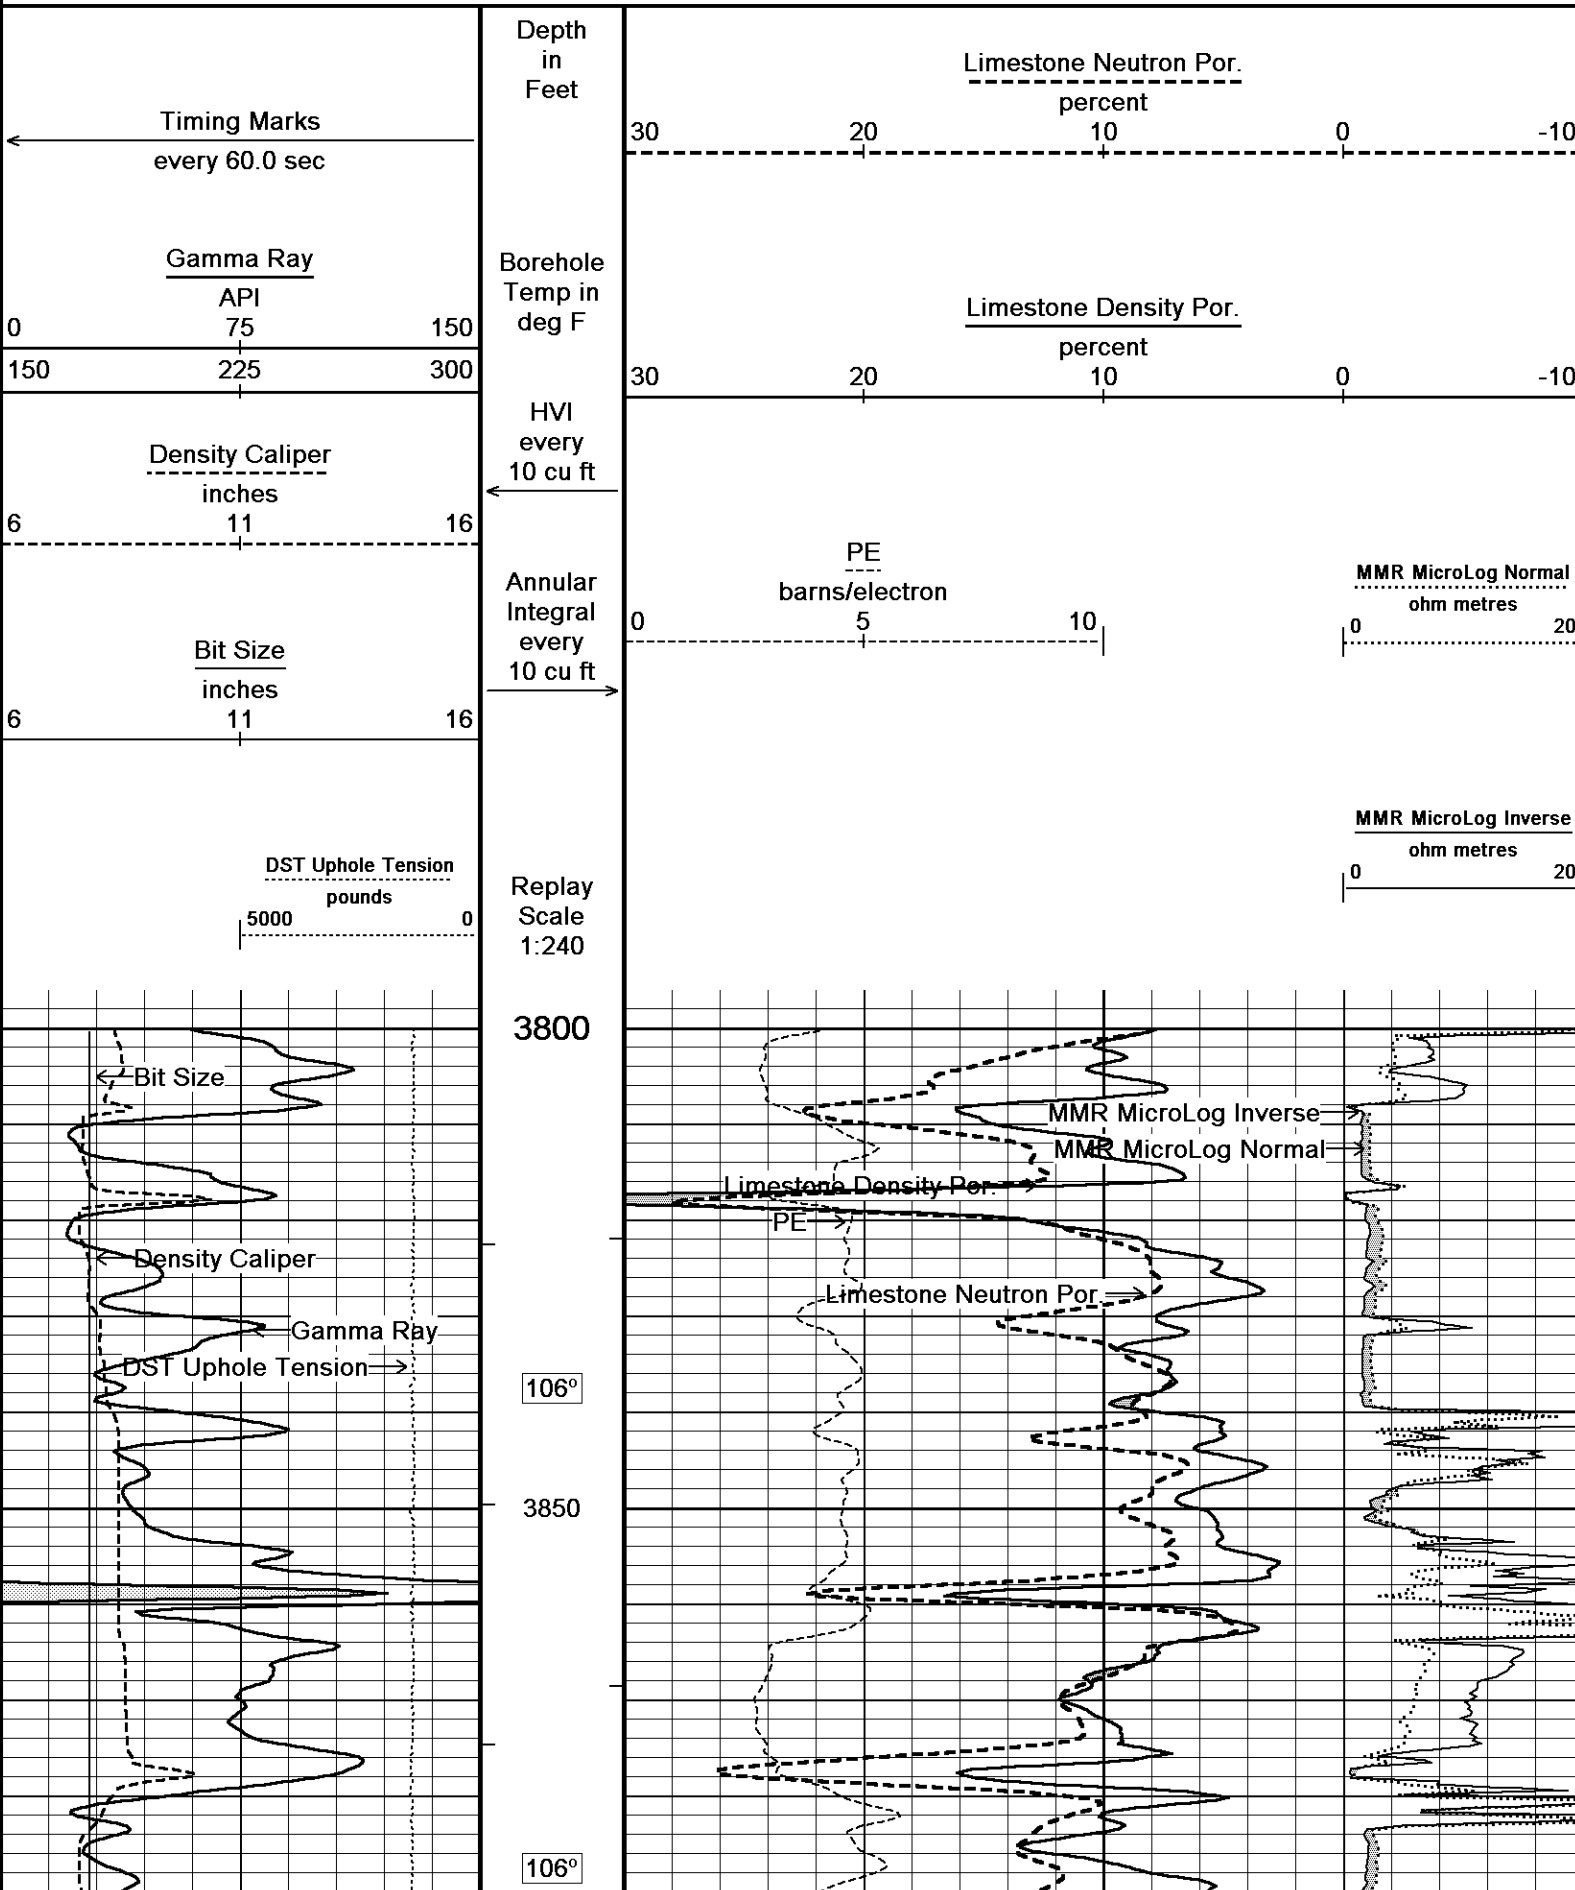 Timing Marks
every 60.0 sec
Gamma Ray
API
0 75 150
150 225 300
Density Caliper
inches
6 11 16
Bit Size
inches
6 11 16
DST Uphole Tension
pounds
5000 0
Depth
in
Feet
Borehole
Temp in
deg F
HVI
every
10 cu ft
Annular
Integral
every
10 cu ft
Replay
Scale
1:240
Limestone Neutron Por.
percent
30 20 10 0 -10
Limestone Density Por.
percent
30 20 10 0 -10
PE
barns/electron
0 5 10
MMR MicroLog Normal
ohm metres
0 20
MMR MicroLog Inverse
ohm metres
0 20
3800
Bit Size
MMR MicroLog Inverse
MMR MicroLog Normal
Limestone Density Por.
PE
Density Caliper
Limestone Neutron Por.
Gamma Ray
DST Uphole Tension
106º
3850
106º